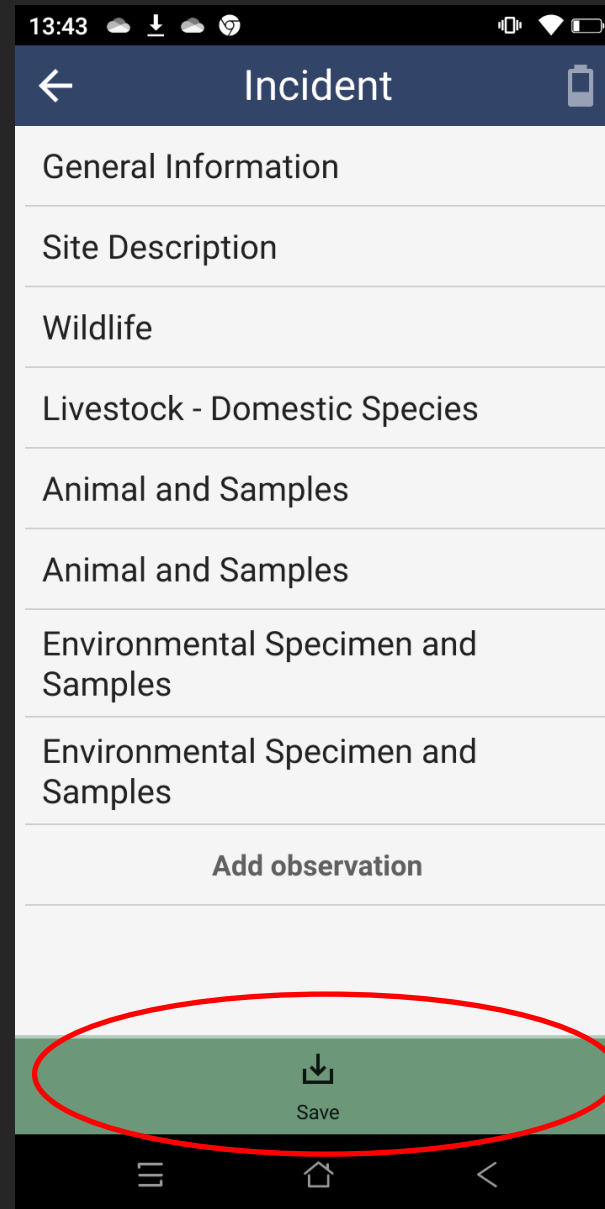 13:43
Incident
General Information
Site Description
Wildlife
Livestock - Domestic Species
Animal and Samples
Animal and Samples
Environmental Specimen and
Samples
Environmental Specimen and
Samples
Add observation
Save